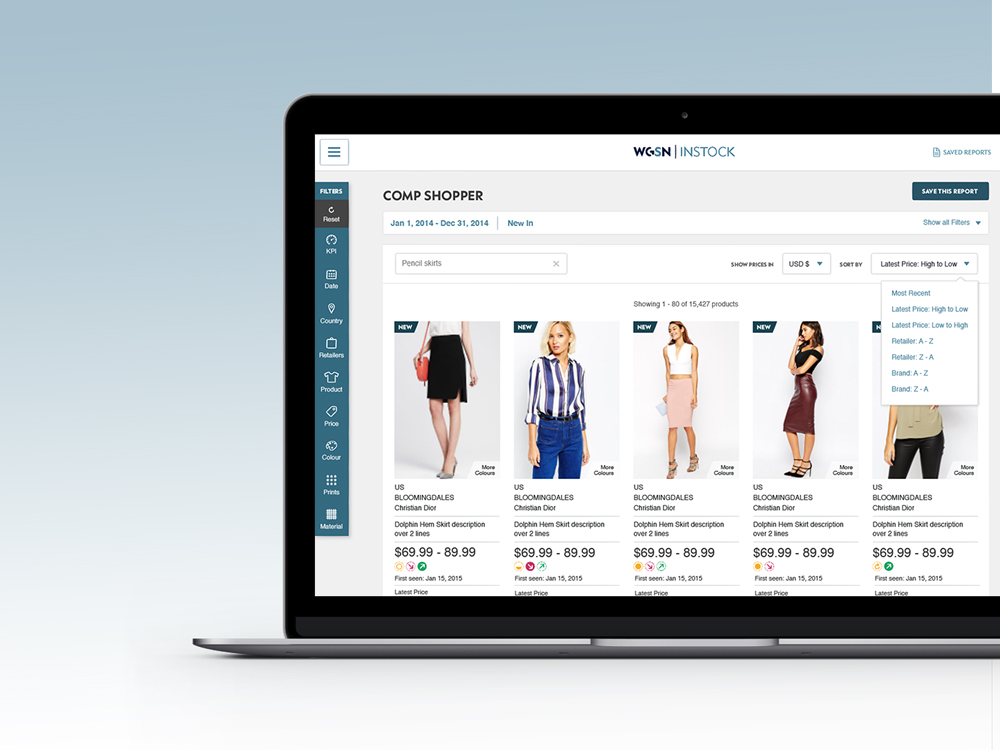 WGSN | INSTOCK
SAVED REPORTS
FILTERS
Reset
KPI
Date
Country
Retailers
Product
Price
Colour
Prints
Material
COMP SHOPPER
SAVE THIS REPORT
Jan 1, 2014 - Dec 31, 2014 | New In
Show all Filters
Pencil skirts
SHOW PRICES IN
USD $
SORT BY
Latest Price: High to Low
Most Recent
Latest Price: High to Low
Latest Price: Low to High
Retailer: A - Z
Retailer: Z - A
Brand: A - Z
Brand: Z - A
Showing 1 - 80 of 15,427 products
NEW
More
Colours
US
BLOOMINGDALES
Christian Dior
Dolphin Hem Skirt description
over 2 lines
$69.99 - 89.99
First seen: Jan 15, 2015
Latest Price
NEW
More
Colours
US
BLOOMINGDALES
Christian Dior
Dolphin Hem Skirt description
over 2 lines
$69.99 - 89.99
First seen: Jan 15, 2015
Latest Price
NEW
More
Colours
US
BLOOMINGDALES
Christian Dior
Dolphin Hem Skirt description
over 2 lines
$69.99 - 89.99
First seen: Jan 15, 2015
Latest Price
NEW
More
Colours
US
BLOOMINGDALES
Christian Dior
Dolphin Hem Skirt description
over 2 lines
$69.99 - 89.99
First seen: Jan 15, 2015
Latest Price
More
Colours
US
BLOOMINGDALES
Christian Dior
Dolphin Hem Skirt description
over 2 lines
$69.99 - 89.99
First seen: Jan 15, 2015
Latest Price